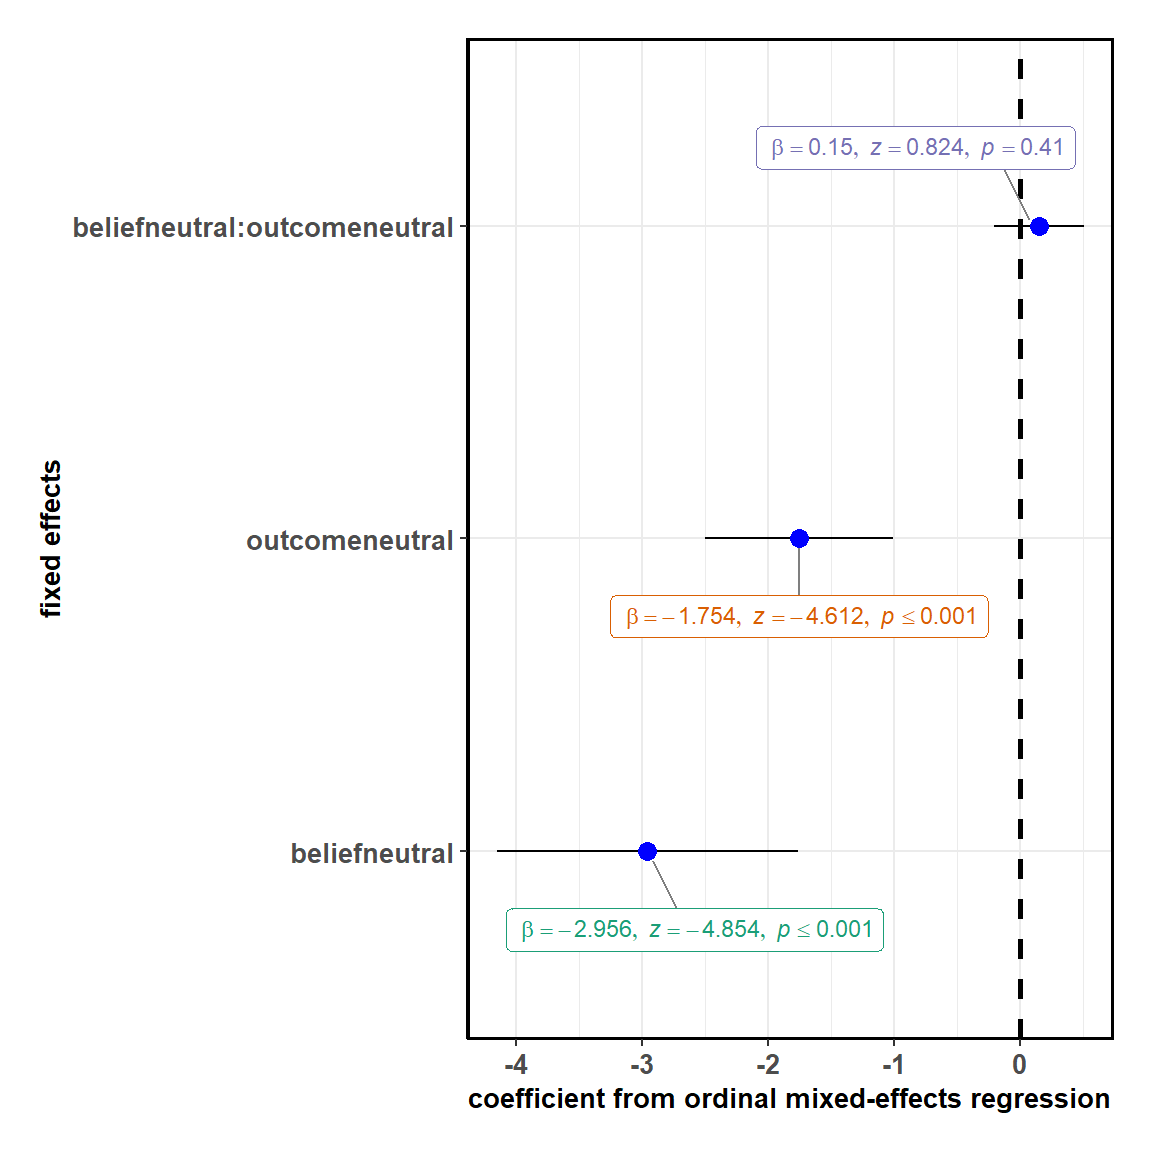 β = 0.15, z = 0.824, p = 0.41
beliefneutral:outcomeneutral
outcomeneutral
β = −1.754, z = −4.612, p ≤ 0.001
fixed effects
beliefneutral
β = −2.956, z = −4.854, p ≤ 0.001
-4 -3 -2 -1 0
coefficient from ordinal mixed-effects regression